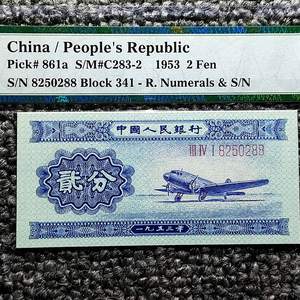 China / People's Republic
Pick# 861a S/M#C283-2 1953 2 Fen
S/N 8250288 Block 341 - R. Numerals & S/N
中國人民銀行
III IV I 8250288
貳分
一九五三年